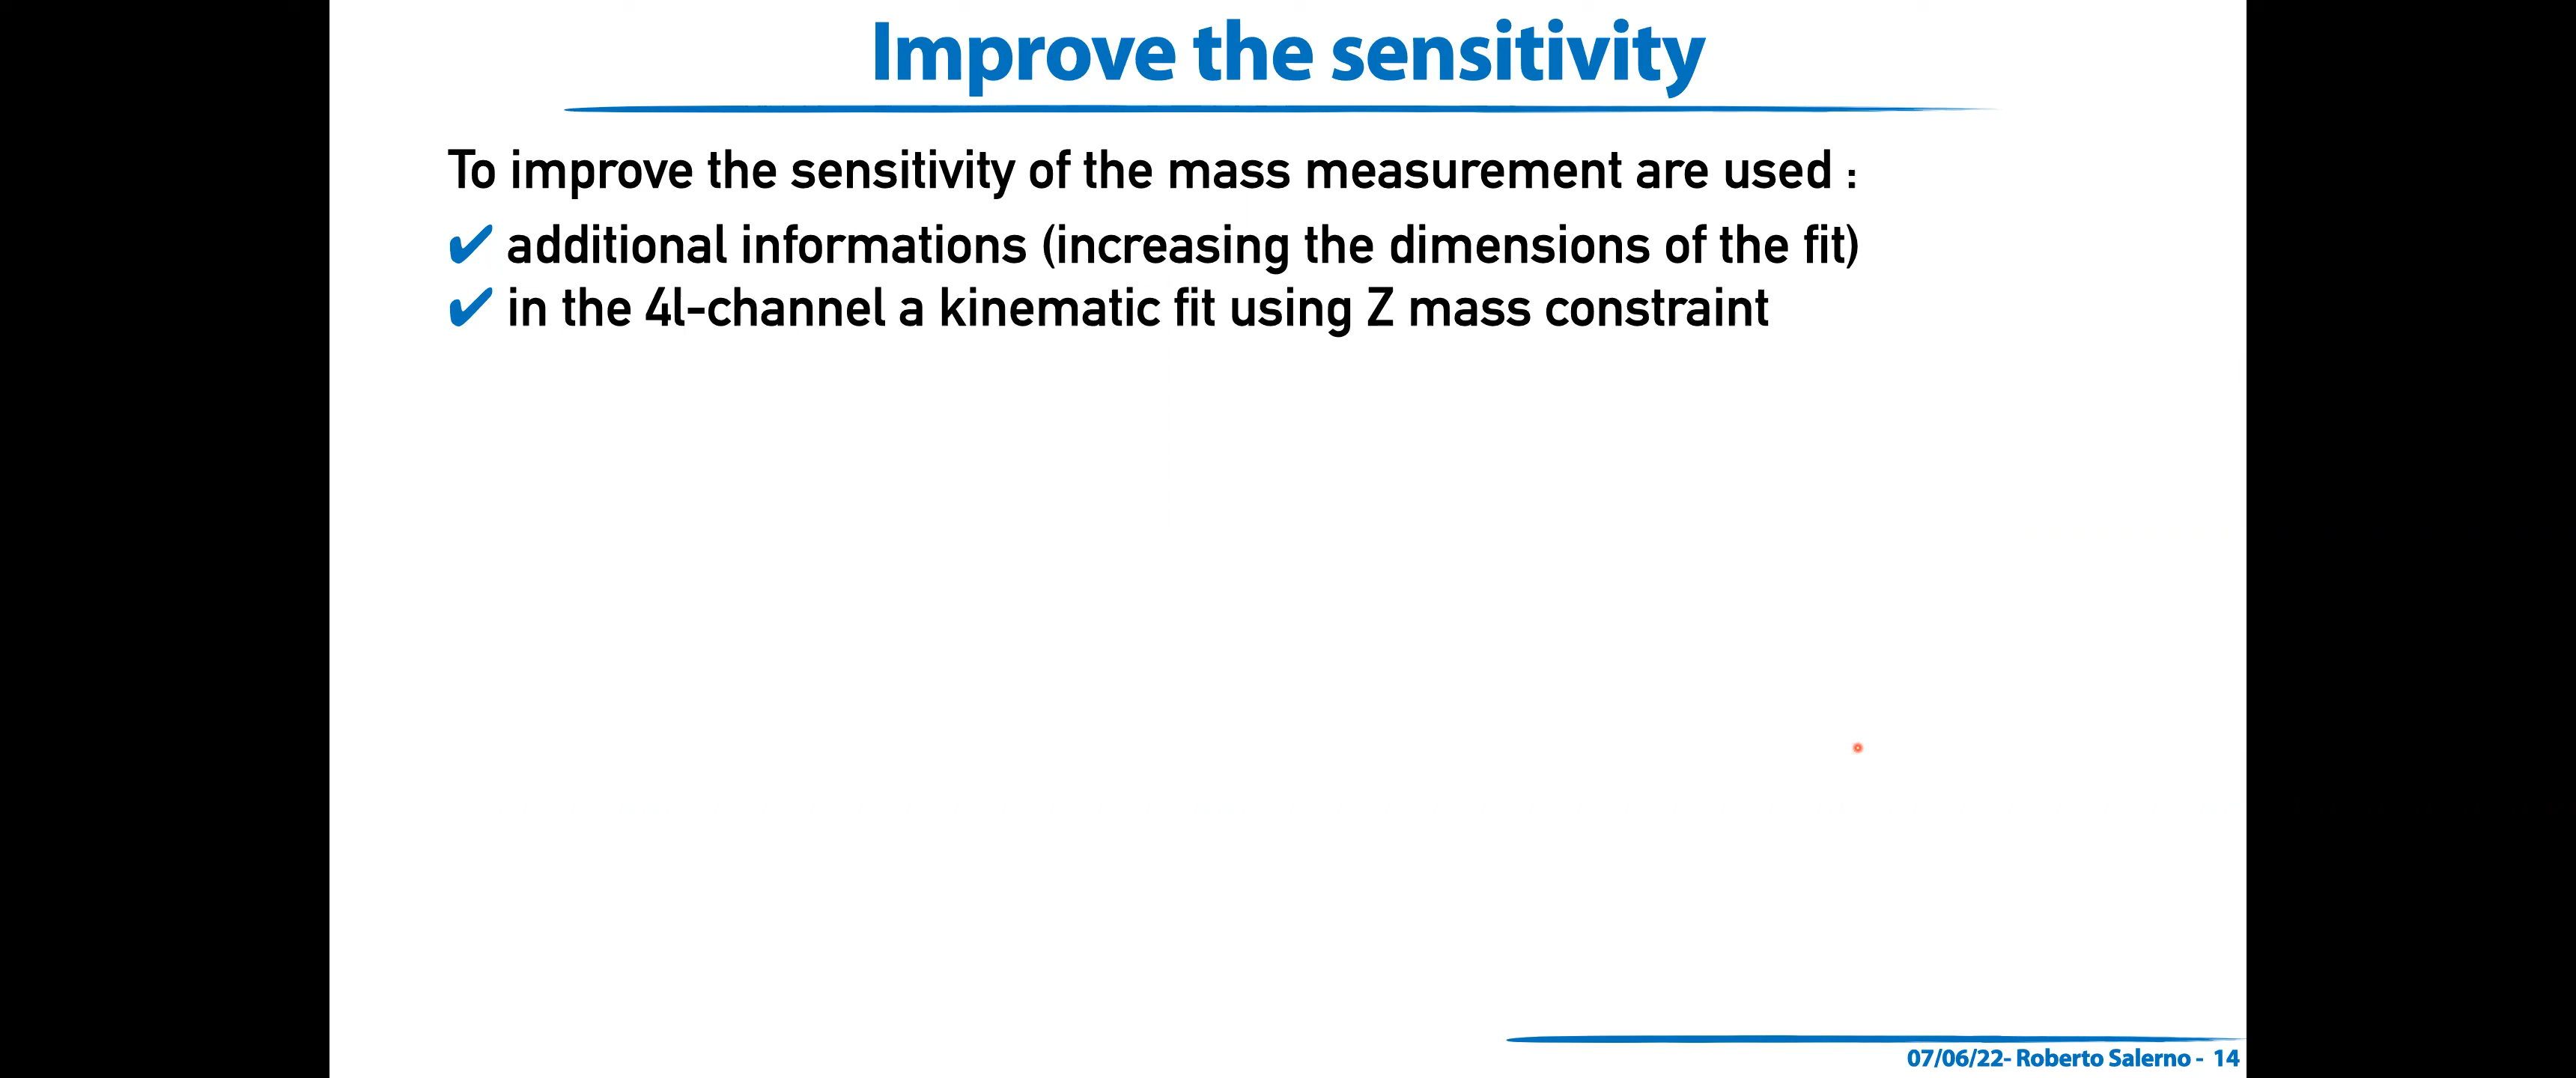 Improve the sensitivity
To improve the sensitivity of the mass measurement are used :
✔ additional informations (increasing the dimensions of the fit)
✔ in the 4l-channel a kinematic fit using Z mass constraint
07/06/22- Roberto Salerno - 14